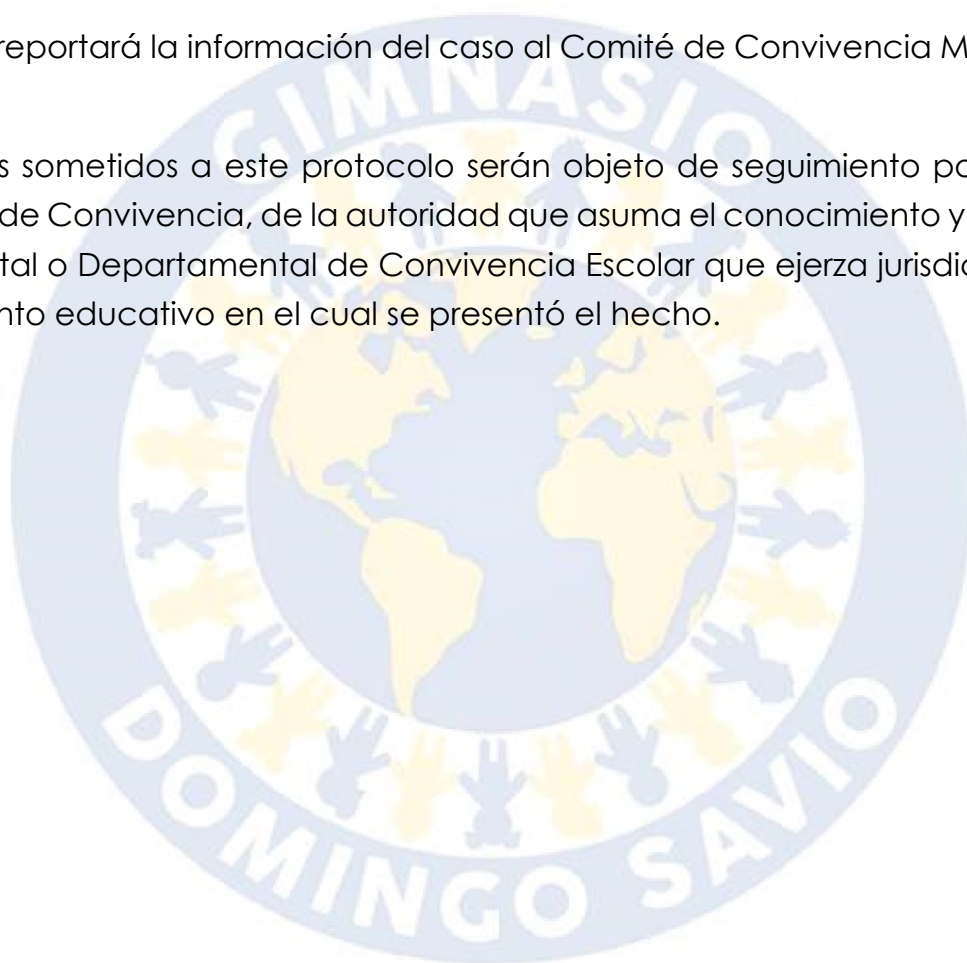 reportará la información del caso al Comité de Convivencia M
s sometidos a este protocolo serán objeto de seguimiento po
de Convivencia, de la autoridad que asuma el conocimiento y
tal o Departamental de Convivencia Escolar que ejerza jurisdi
nto educativo en el cual se presentó el hecho.
GIMNASIO
DOMINGO SAVIO